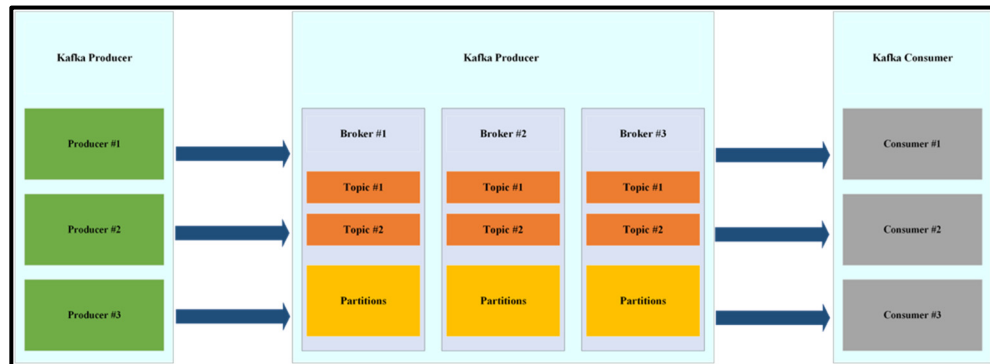 Kafka Producer
Producer #1
Producer #2
Producer #3
Kafka Producer
Broker #1
Topic #1
Topic #2
Partitions
Broker #2
Topic #1
Topic #2
Partitions
Broker #3
Topic #1
Topic #2
Partitions
Kafka Consumer
Consumer #1
Consumer #2
Consumer #3